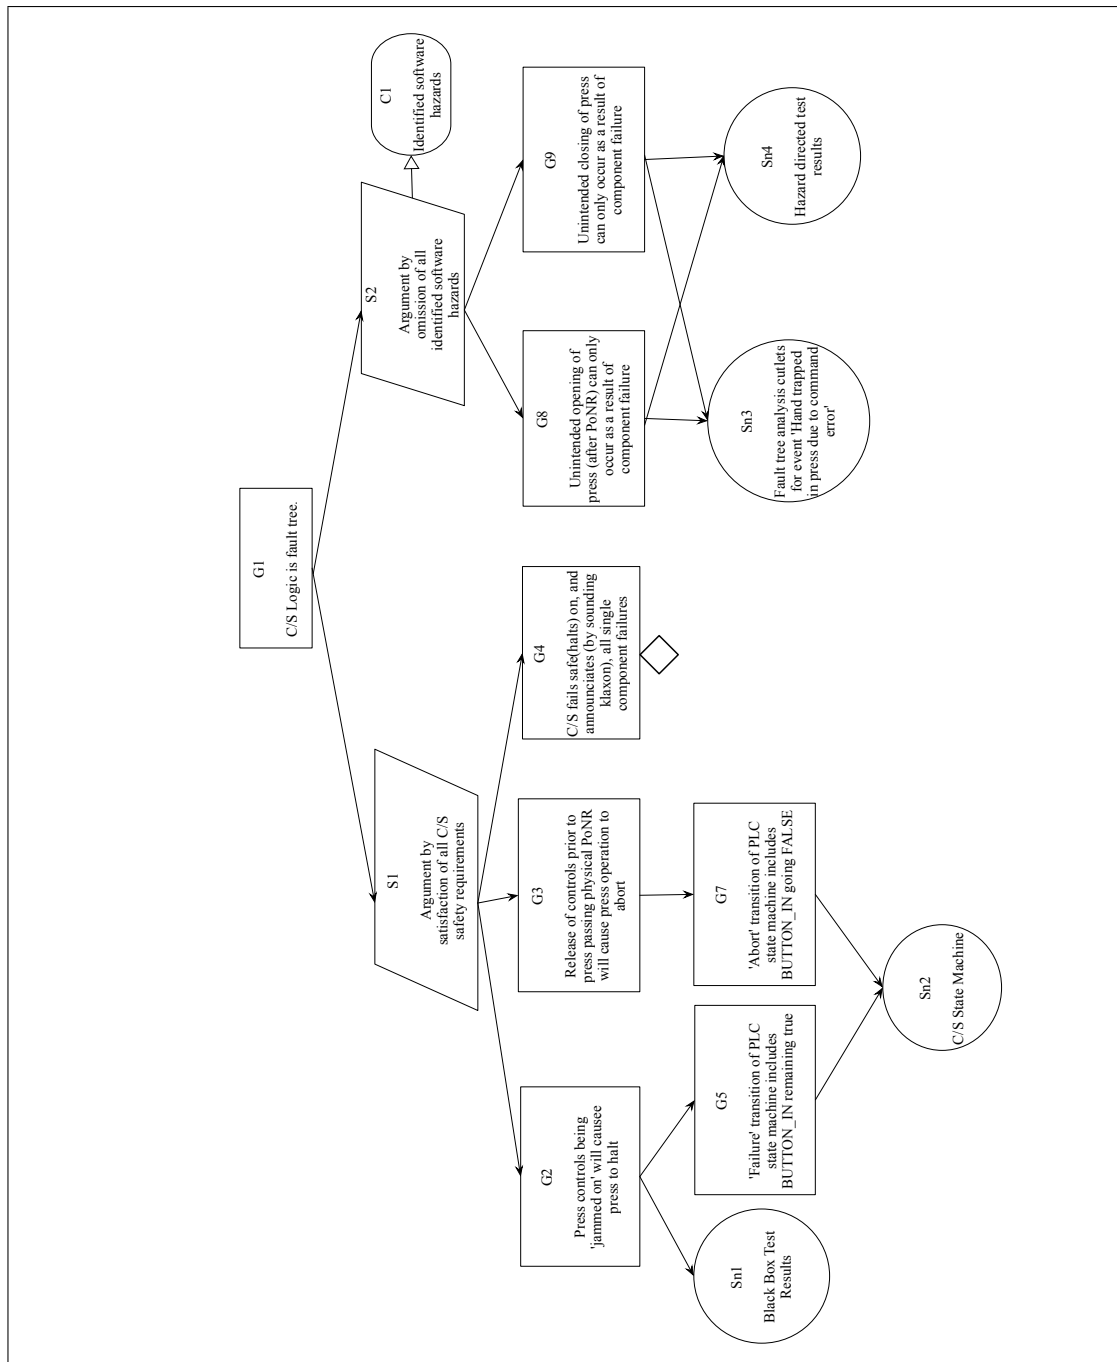 G1
C/S Logic is fault tree.
S1
Argument by
satisfaction of all C/S
safety requirements
S2
Argument by
omission of all
identified software
hazards
C1
Identified software
hazards
G2
Press controls being
'jammed on' will causee
press to halt
G3
Release of controls prior to
press passing physical PoNR
will cause press operation to
abort
G4
C/S fails safe(halts) on, and
announciates (by sounding
klaxon), all single
component failures
G8
Unintended opening of
press (after PoNR) can only
occur as a result of
component failure
G9
Unintended closing of press
can only occur as a result of
component failure
Sn1
Black Box Test
Results
G5
'Failure' transition of PLC
state machine includes
BUTTON_IN remaining true
G7
'Abort' transition of PLC
state machine includes
BUTTON_IN going FALSE
Sn3
Fault tree analysis cutlets
for event 'Hand trapped
in press due to command
error'
Sn4
Hazard directed test
results
Sn2
C/S State Machine